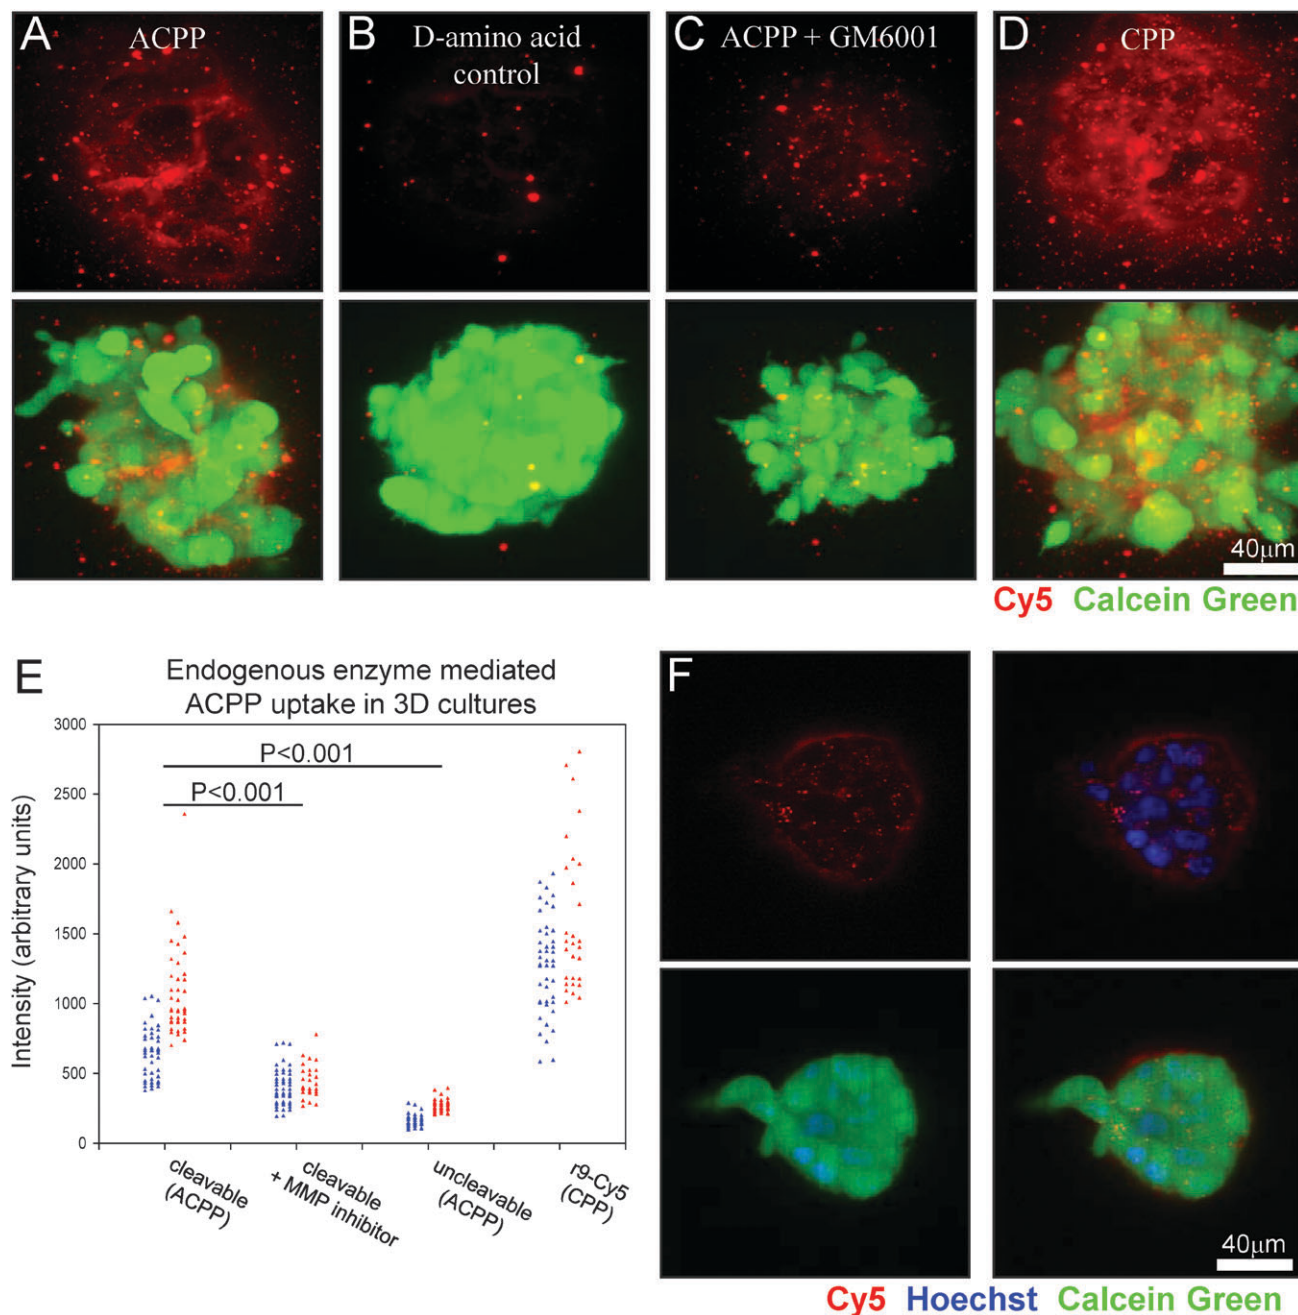 A
ACPP
B
D-amino acid
control
C
ACPP + GM6001
D
CPP
40μm
Cy5 Calcein Green
E
Endogenous enzyme mediated
ACPP uptake in 3D cultures
Intensity (arbitrary units)
3000
2500
2000
1500
1000
500
0
P<0.001
P<0.001
cleavable
(ACPP)
cleavable
+ MMP inhibitor
uncleavable
(ACPP)
r9-Cy5
(CPP)
F
40μm
Cy5 Hoechst Calcein Green